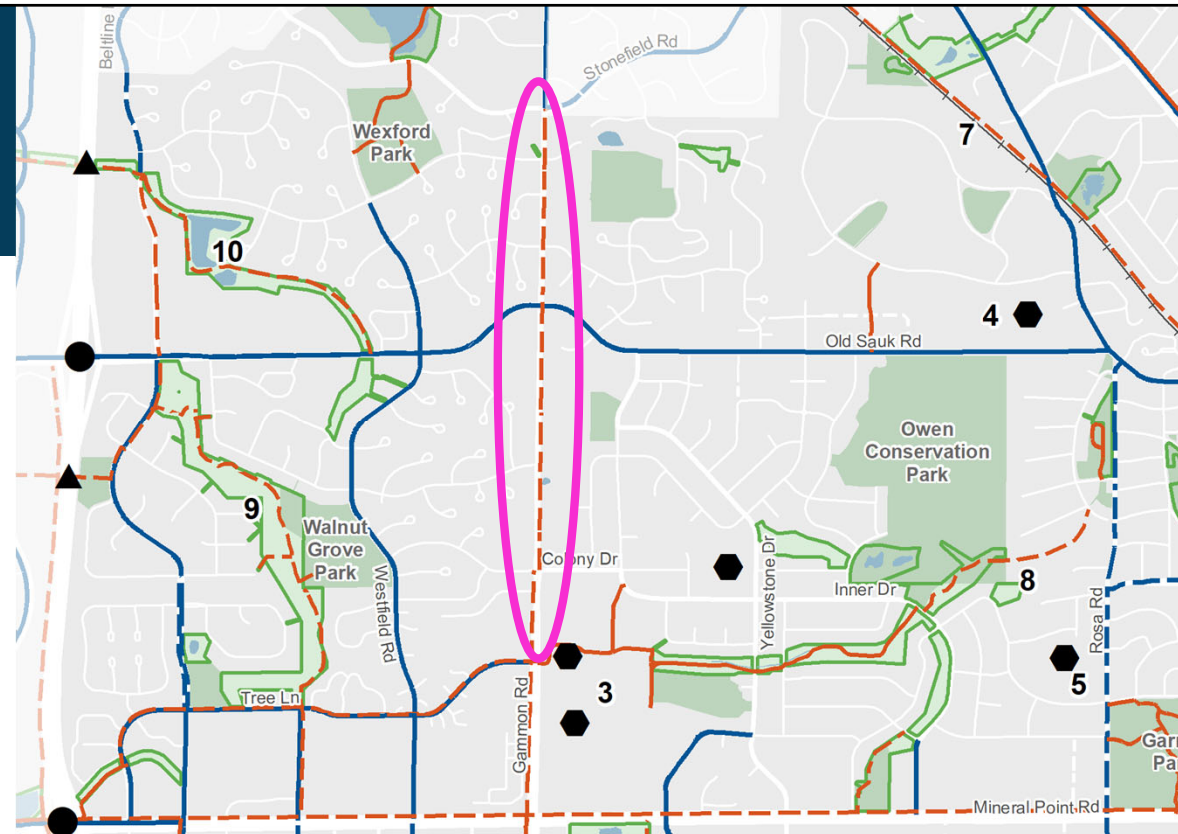 Beltline
Stonefield Rd
Wexford
Park
7
10
4
Old Sauk Rd
Owen
Conservation
Park
9
Walnut
Grove
Park
Westfield Rd
Colony Dr
Yellowstone Dr
Inner Dr
8
Rosa Rd
Tree Ln
Gammon Rd
3
5
Mineral Point Rd